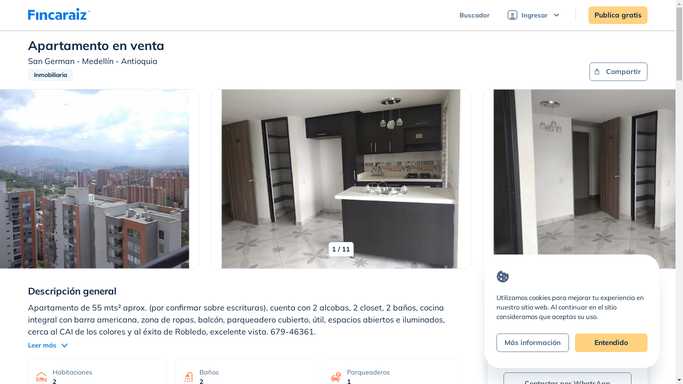 Fincaraiz
Buscador
Ingresar
Publica gratis
Apartamento en venta
San German - Medellín - Antioquia
Inmobiliaria
Compartir
1 / 11
Descripción general
Apartamento de 55 mts² aprox. (por confirmar sobre escrituras), cuenta con 2 alcobas, 2 closet, 2 baños, cocina
integral con barra americana, zona de ropas, balcón, parqueadero cubierto, útil, espacios abiertos e iluminados,
cerca al CAI de los colores y al éxito de Robledo, excelente vista. 679-46361.
Leer más
Habitaciones
2
Baños
2
Parqueaderos
1
Utilizamos cookies para mejorar tu experiencia en
nuestro sitio web. Al continuar en el sitio
consideramos que aceptas su uso.
Más información
Entendido
Contactar por WhatsApp